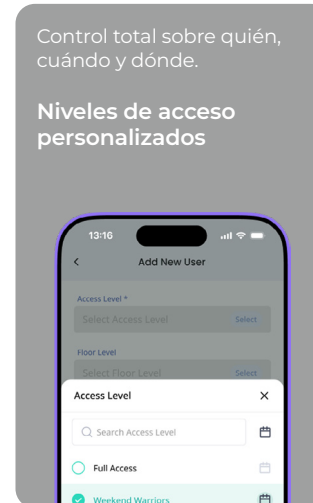 Control total sobre quién,
cuándo y dónde.
Niveles de acceso
personalizados
13:16
Add New User
Access Level *
Select Access Level Select
Floor Level
Select Floor Level Select
Access Level
Search Access Level
Full Access
Weekend Warriors